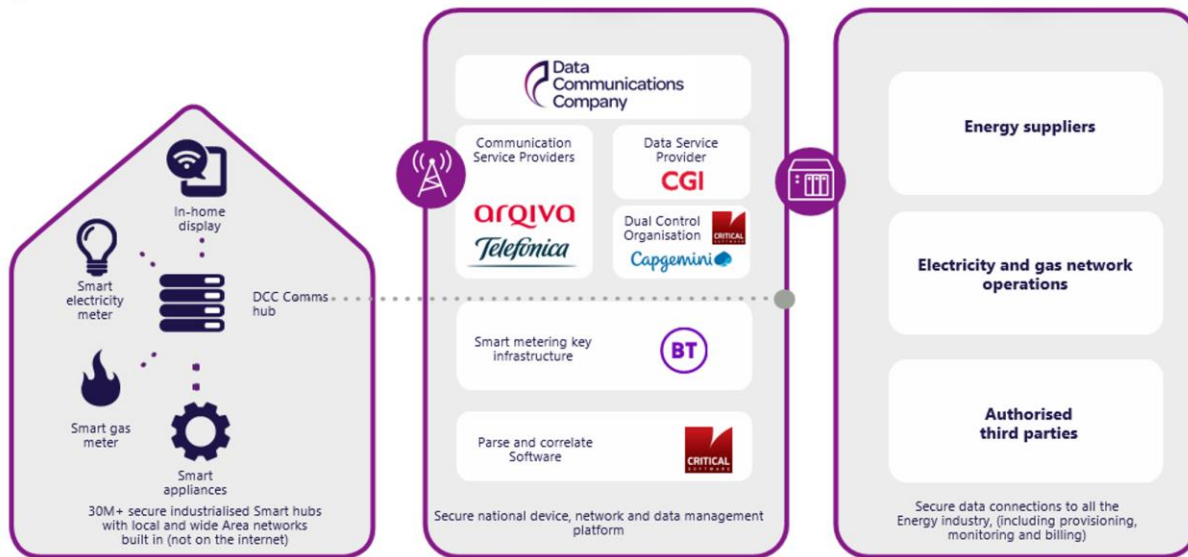 In-home
display
Smart
electricity
meter
DCC Comms
hub
Smart gas
meter
Smart
appliances
30M+ secure industrialised Smart hubs
with local and wide Area networks
built in (not on the internet)
Data
Communications
Company
Communication
Service Providers
arqiva
Telefónica
Data Service
Provider
CGI
Dual Control
Organisation
CRITICAL
SOFTWARE
Capgemini
Smart metering key
infrastructure
BT
Parse and correlate
Software
CRITICAL
SOFTWARE
Secure national device, network and data management
platform
Energy suppliers
Electricity and gas network
operations
Authorised
third parties
Secure data connections to all the
Energy industry, (including provisioning,
monitoring and billing)